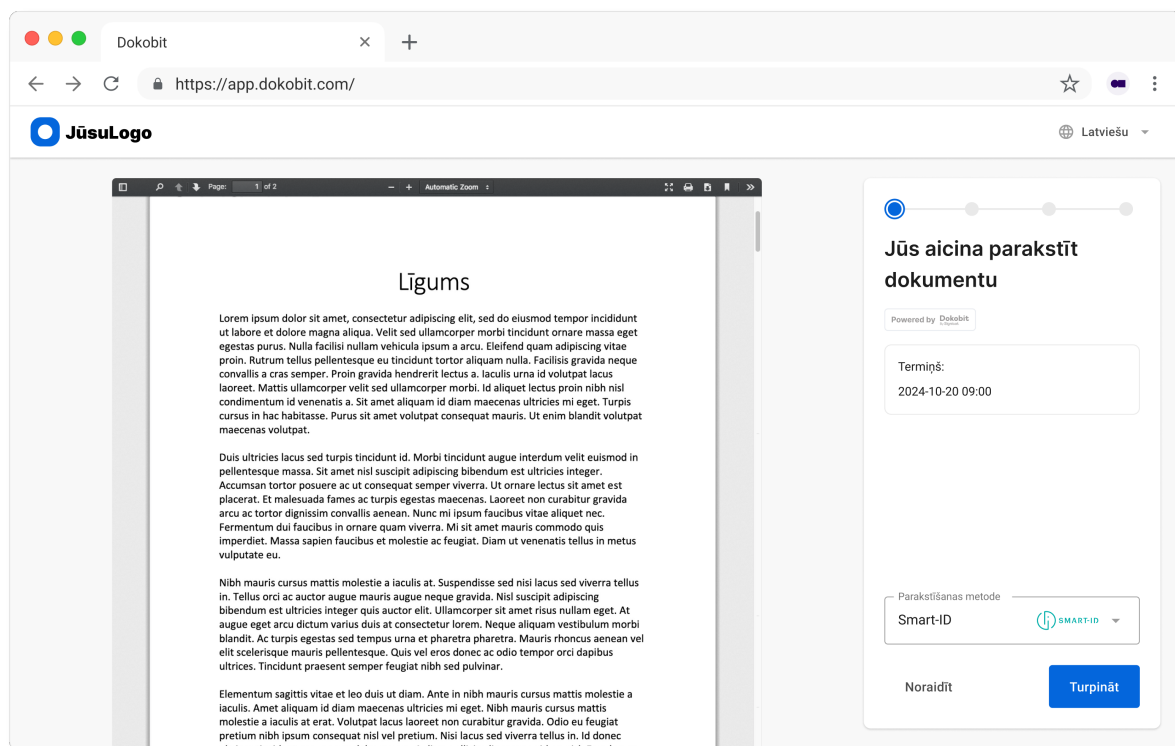 Dokobit
https://app.dokobit.com/
JūsuLogo
Latviešu
Page: 1 of 2
Automatic Zoom
Līgums
Lorem ipsum dolor sit amet, consectetur adipiscing elit, sed do eiusmod tempor incididunt
ut labore et dolore magna aliqua. Velit sed ullamcorper morbi tincidunt ornare massa eget
egestas purus. Nulla facilisi nullam vehicula ipsum a arcu. Eleifend quam adipiscing vitae
proin. Rutrum tellus pellentesque eu tincidunt tortor aliquam nulla. Facilisis gravida neque
convallis a cras semper. Proin gravida hendrerit lectus a. Iaculis urna id volutpat lacus
laoreet. Mattis ullamcorper velit sed ullamcorper morbi. Id aliquet lectus proin nibh nisl
condimentum id venenatis a. Sit amet aliquam id diam maecenas ultricies mi eget. Turpis
cursus in hac habitasse. Purus sit amet volutpat consequat mauris. Ut enim blandit volutpat
maecenas volutpat.
Duis ultricies lacus sed turpis tincidunt id. Morbi tincidunt augue interdum velit euismod in
pellentesque massa. Sit amet nisl suscipit adipiscing bibendum est ultricies integer.
Accumsan tortor posuere ac ut consequat semper viverra. Ut ornare lectus sit amet est
placerat. Et malesuada fames ac turpis egestas maecenas. Laoreet non curabitur gravida
arcu ac tortor dignissim convallis aenean. Nunc mi ipsum faucibus vitae aliquet nec.
Fermentum dui faucibus in ornare quam viverra. Mi sit amet mauris commodo quis
imperdiet. Massa sapien faucibus et molestie ac feugiat. Diam ut venenatis tellus in metus
vulputate eu.
Nibh mauris cursus mattis molestie a iaculis at. Suspendisse sed nisi lacus sed viverra tellus
in. Tellus orci ac auctor augue mauris augue neque gravida. Nisl suscipit adipiscing
bibendum est ultricies integer quis auctor elit. Ullamcorper sit amet risus nullam eget. At
augue eget arcu dictum varius duis at consectetur lorem. Neque aliquam vestibulum morbi
blandit. Ac turpis egestas sed tempus urna et pharetra pharetra. Mauris rhoncus aenean vel
elit scelerisque mauris pellentesque. Quis vel eros donec ac odio tempor orci dapibus
ultrices. Tincidunt praesent semper feugiat nibh sed pulvinar.
Elementum sagittis vitae et leo duis ut diam. Ante in nibh mauris cursus mattis molestie a
iaculis. Amet aliquam id diam maecenas ultricies mi eget. Nibh mauris cursus mattis
molestie a iaculis at erat. Volutpat lacus laoreet non curabitur gravida. Odio eu feugiat
pretium nibh ipsum consequat nisl vel pretium. Nisi lacus sed viverra tellus in. Id donec
Jūs aicina parakstīt
dokumentu
Powered by Dokobit
Termiņš:
2024-10-20 09:00
Parakstīšanas metode
Smart-ID
SMART-ID
Noraidīt
Turpināt